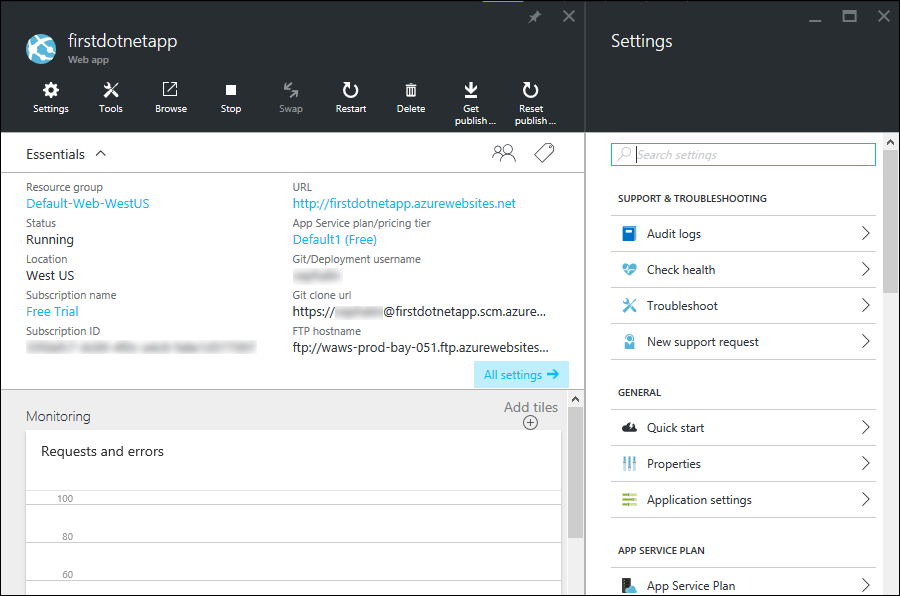 firstdotnetapp
Web app
Settings
Tools
Browse
Stop
Swap
Restart
Delete
Get publish...
Reset publish...
Essentials
Resource group
Default-Web-WestUS
Status
Running
Location
West US
Subscription name
Free Trial
Subscription ID
URL
http://firstdotnetapp.azurewebsites.net
App Service plan/pricing tier
Default1 (Free)
Git/Deployment username
Git clone url
https:// @firstdotnetapp.scm.azure...
FTP hostname
ftp://waws-prod-bay-051.ftp.azurewebsites...
All settings
Monitoring
Add tiles
Requests and errors
100
80
60
Settings
Search settings
SUPPORT & TROUBLESHOOTING
Audit logs
Check health
Troubleshoot
New support request
GENERAL
Quick start
Properties
Application settings
APP SERVICE PLAN
App Service Plan